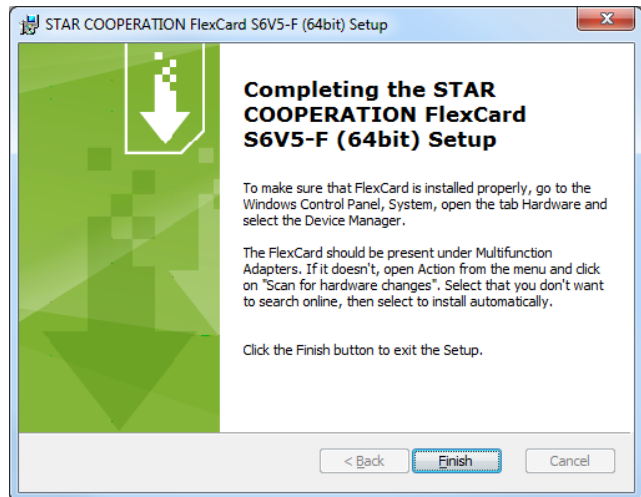 STAR COOPERATION FlexCard S6V5-F (64bit) Setup
Completing the STAR
COOPERATION FlexCard
S6V5-F (64bit) Setup
To make sure that FlexCard is installed properly, go to the
Windows Control Panel, System, open the tab Hardware and
select the Device Manager.
The FlexCard should be present under Multifunction
Adapters. If it doesn't, open Action from the menu and click
on "Scan for hardware changes". Select that you don't want
to search online, then select to install automatically.
Click the Finish button to exit the Setup.
< Back Finish Cancel